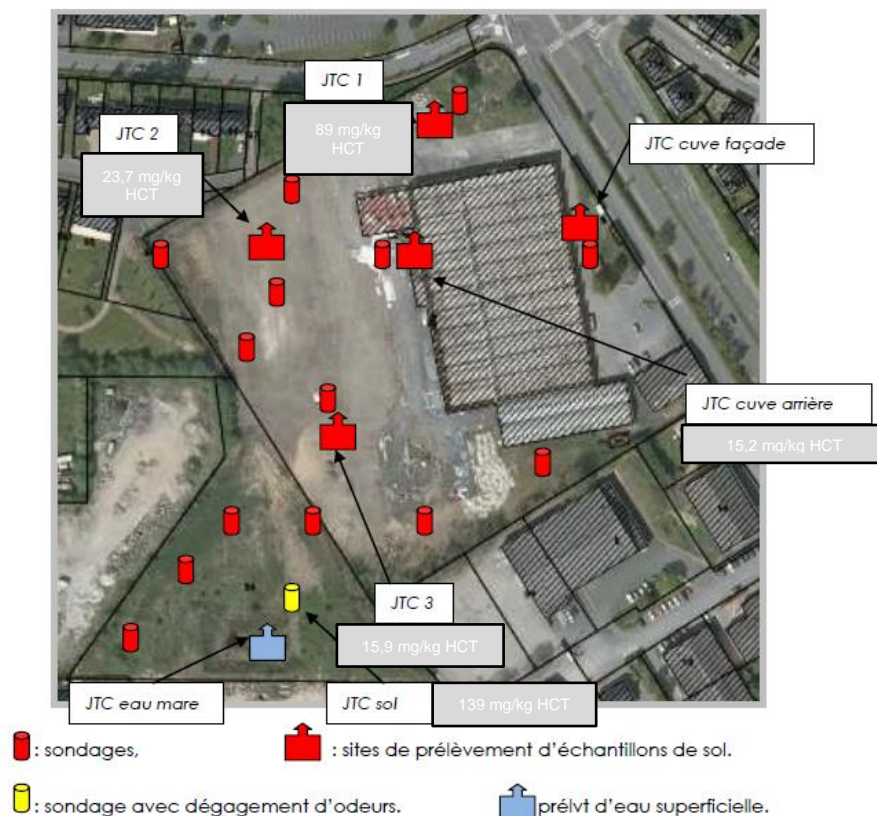 JTC 1
89 mg/kg
HCT
JTC 2
23,7 mg/kg
HCT
JTC cuve façade
JTC cuve arrière
15,2 mg/kg HCT
JTC 3
15,9 mg/kg HCT
JTC eau mare
JTC sol
139 mg/kg HCT
: sondages,
: sites de prélèvement d'échantillons de sol.
: sondage avec dégagement d'odeurs.
prélvt d'eau superficielle.